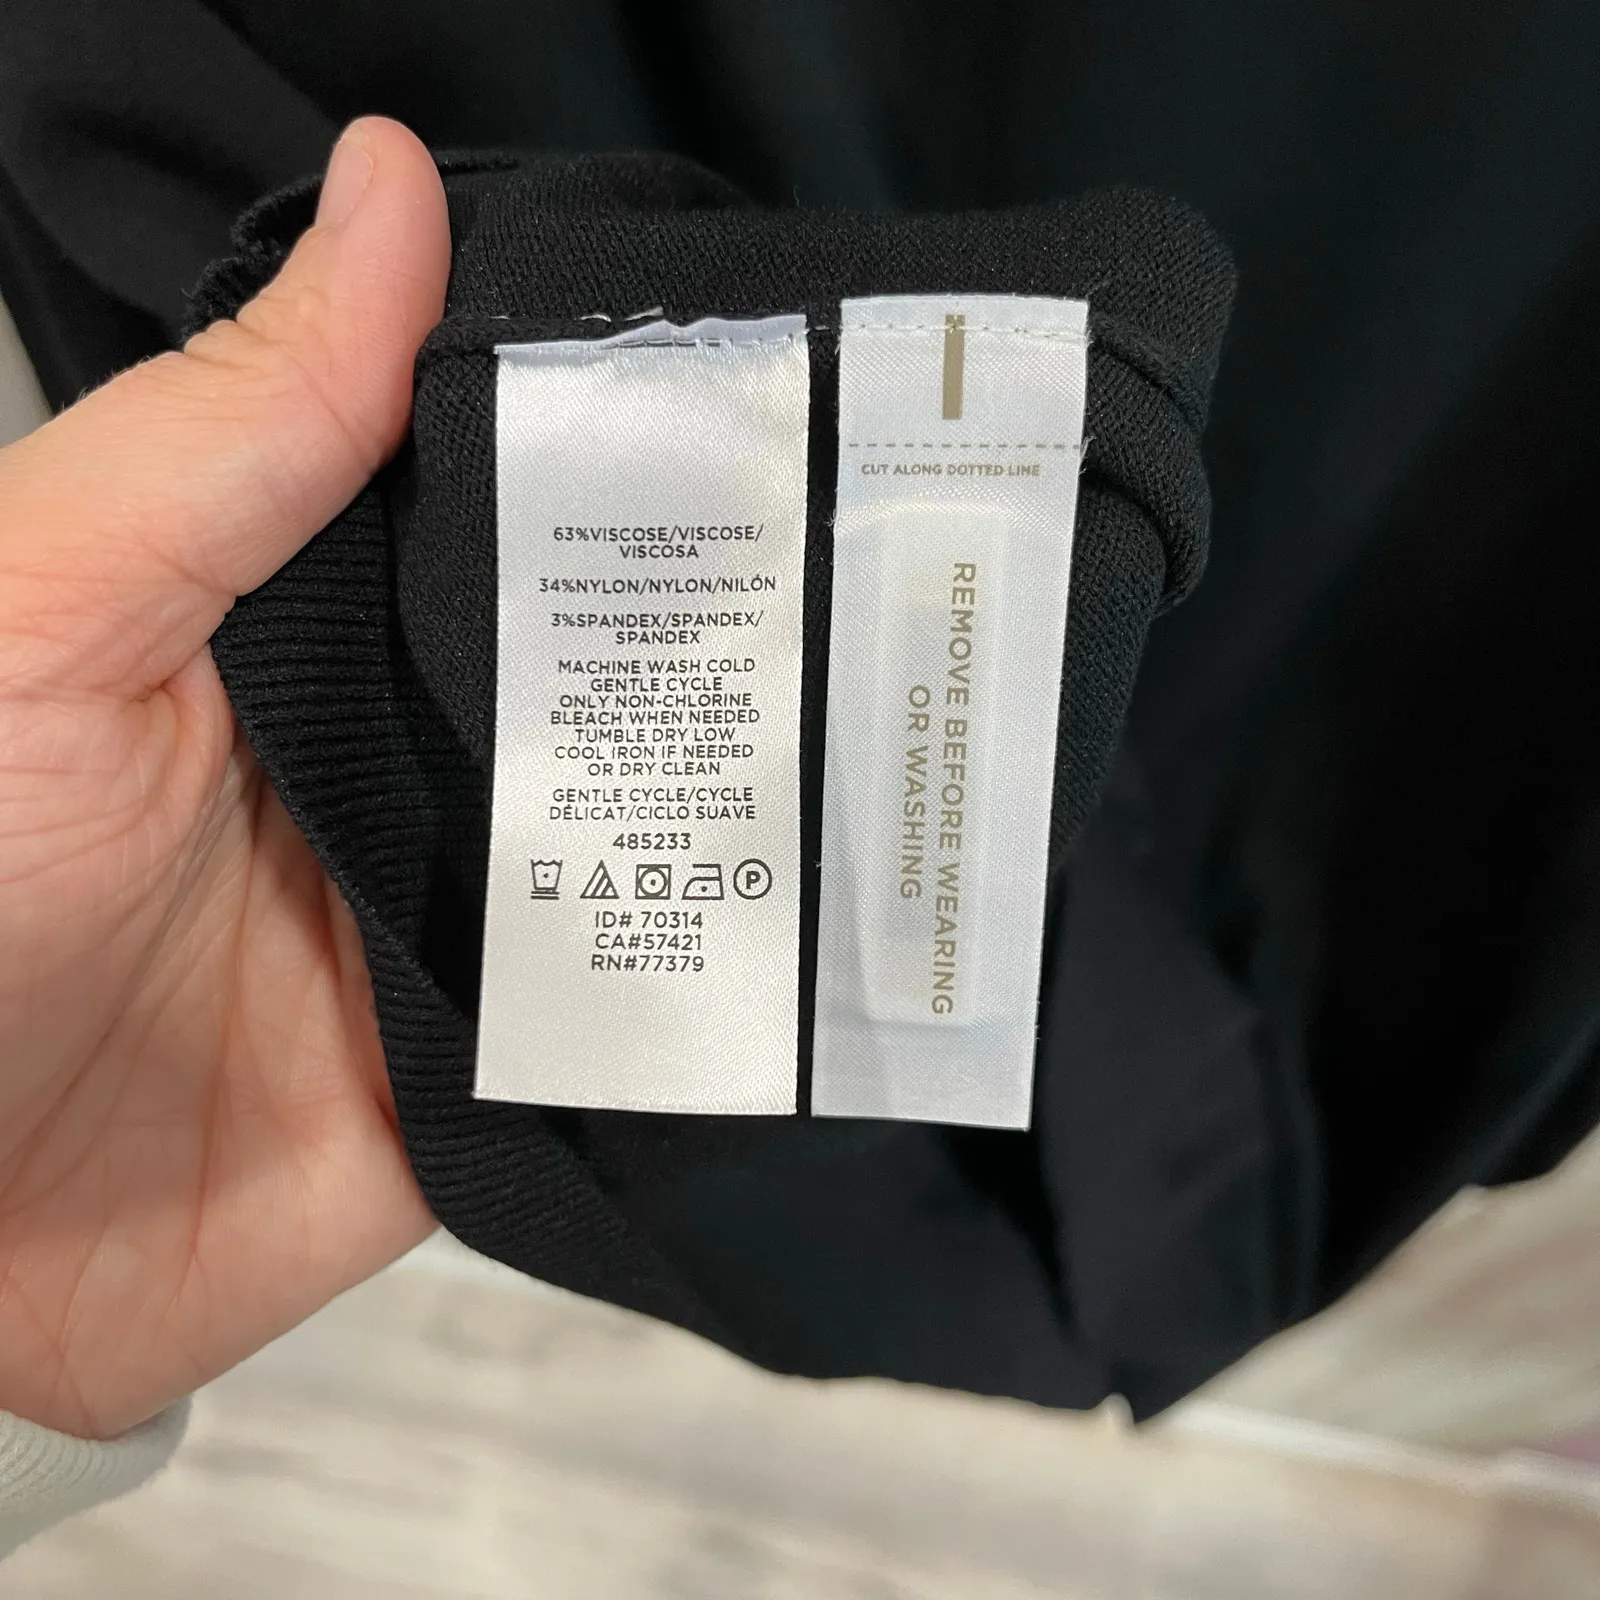 63%VISCOSE/VISCOSE/
VISCOSA
34%NYLON/NYLON/NILÓN
3%SPANDEX/SPANDEX/
SPANDEX
MACHINE WASH COLD
GENTLE CYCLE
ONLY NON-CHLORINE
BLEACH WHEN NEEDED
TUMBLE DRY LOW
COOL IRON IF NEEDED
OR DRY CLEAN
GENTLE CYCLE/CYCLE
DÉLICAT/CICLO SUAVE
485233
P
ID# 70314
CA#57421
RN#77379
CUT ALONG DOTTED LINE
REMOVE BEFORE WEARING
OR WASHING